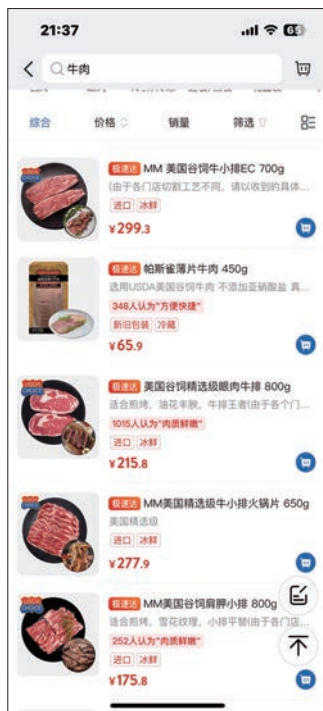 21:37
牛肉
综合
价格
销量
筛选
极速达 MM 美国谷饲牛小排EC 700g
(由于各门店切割工艺不同，请以收到的具体...
进口 冰鲜
¥299.3
极速达 帕斯雀薄片牛肉 450g
选用USDA美国谷饲牛肉 不添加亚硝酸盐 真...
348人认为"方便快捷"
新旧包装 冷藏
¥65.9
极速达 美国谷饲精选级眼肉牛排 800g
适合煎烤，油花丰腴，牛排王者(由于各个门...
1015人认为"肉质鲜嫩"
进口 冰鲜
¥215.8
极速达 MM美国精选级牛小排火锅片 650g
美国精选级
进口 冰鲜
¥277.9
极速达 MM美国谷饲肩胛小排 800g
适合煎烤，雪花纹理，小排平替(由于各门店...
252人认为"肉质鲜嫩"
进口 冰鲜
¥175.8